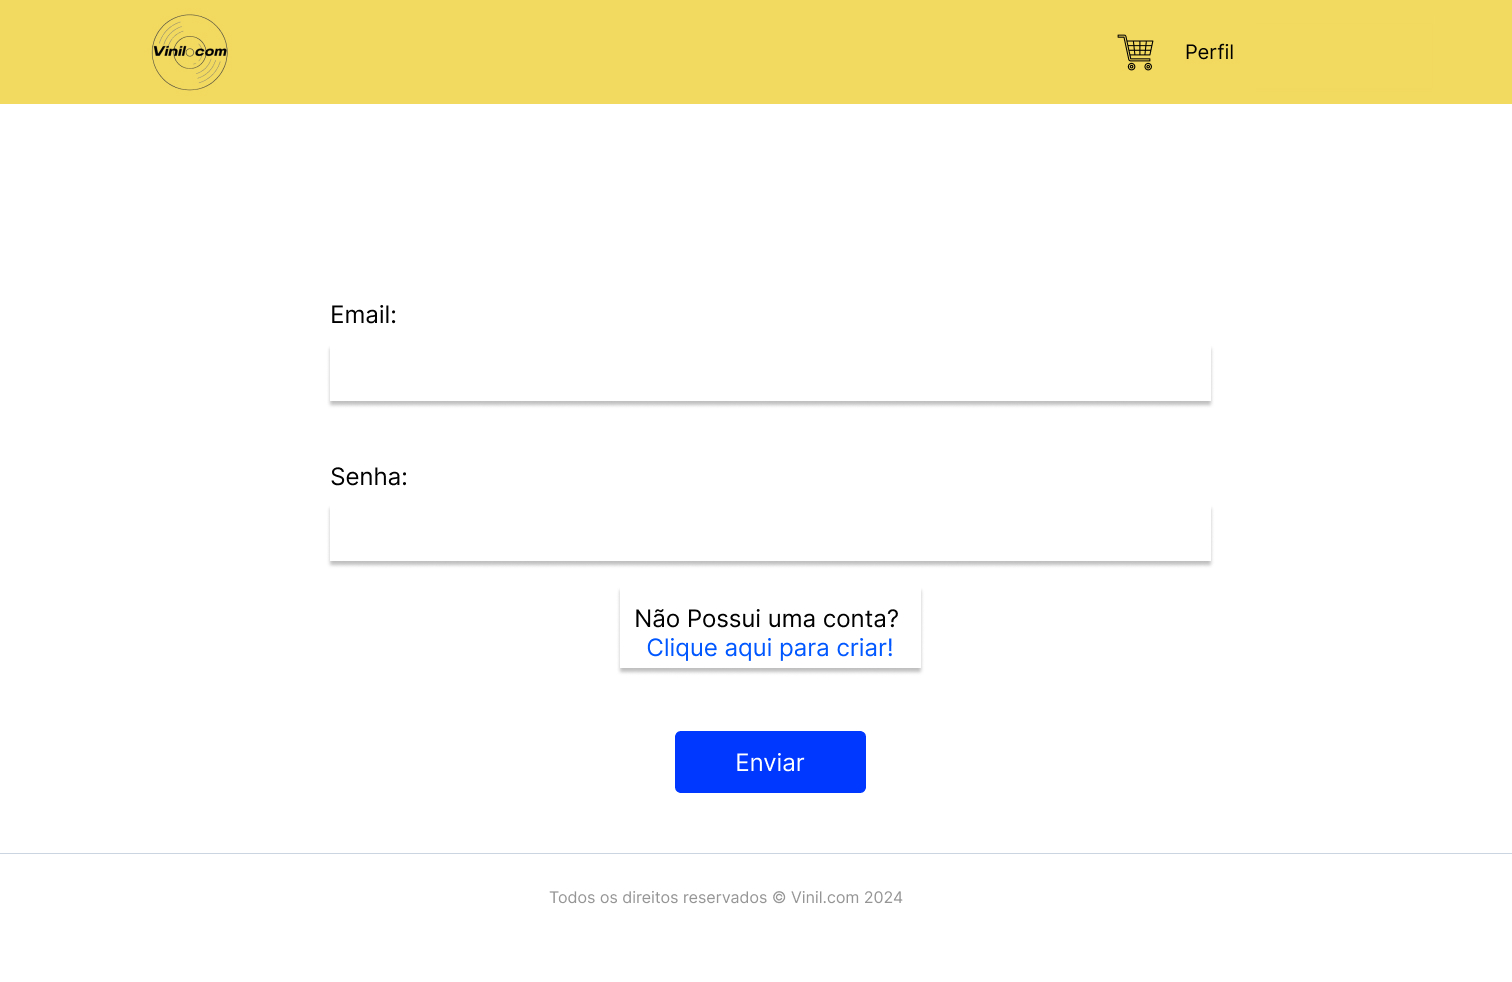 Vinil.com
Perfil
Email:
Senha:
Não Possui uma conta?
Clique aqui para criar!
Enviar
Todos os direitos reservados © Vinil.com 2024